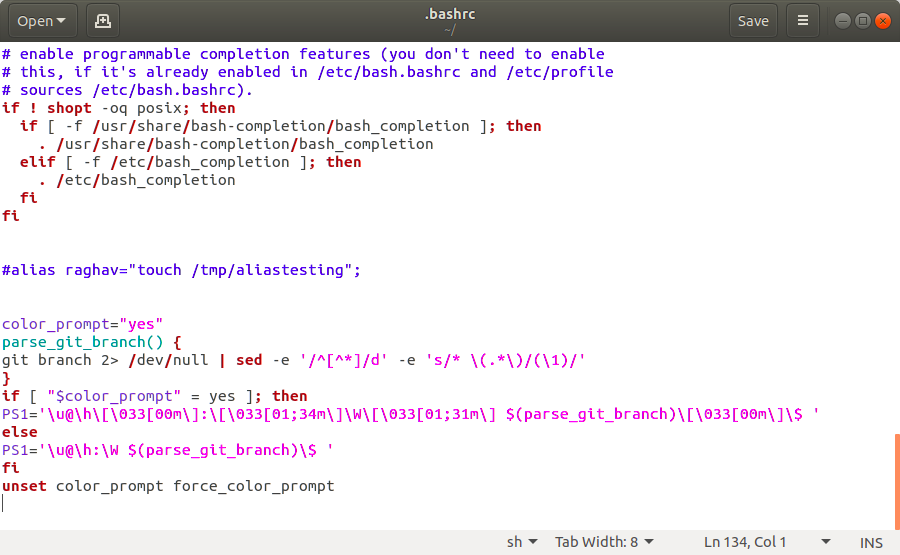 Open
.bashrc
~/
Save
# enable programmable completion features (you don't need to enable
# this, if it's already enabled in /etc/bash.bashrc and /etc/profile
# sources /etc/bash.bashrc).
if ! shopt -oq posix; then
  if [ -f /usr/share/bash-completion/bash_completion ]; then
    . /usr/share/bash-completion/bash_completion
  elif [ -f /etc/bash_completion ]; then
    . /etc/bash_completion
  fi
fi
#alias raghav="touch /tmp/aliastesting";
color_prompt="yes"
parse_git_branch() {
git branch 2> /dev/null | sed -e '/^[^*]/d' -e 's/* \(.*\)/(\1)/'
}
if [ "$color_prompt" = yes ]; then
PS1='\u@\h\[\033[00m\]:\[\033[01;34m\]\W\[\033[01;31m\] $(parse_git_branch)\[\033[00m\]\$ '
else
PS1='\u@\h:\W $(parse_git_branch)\$ '
fi
unset color_prompt force_color_prompt
sh Tab Width: 8 Ln 134, Col 1 INS